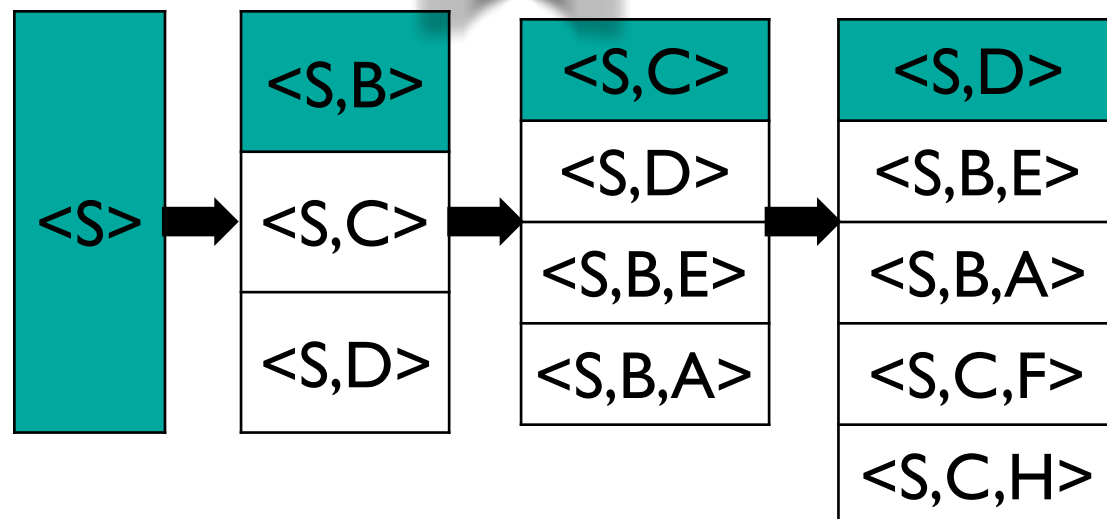 <S>
<S,B>
<S,C>
<S,D>
<S,C>
<S,D>
<S,B,E>
<S,B,A>
<S,D>
<S,B,E>
<S,B,A>
<S,C,F>
<S,C,H>